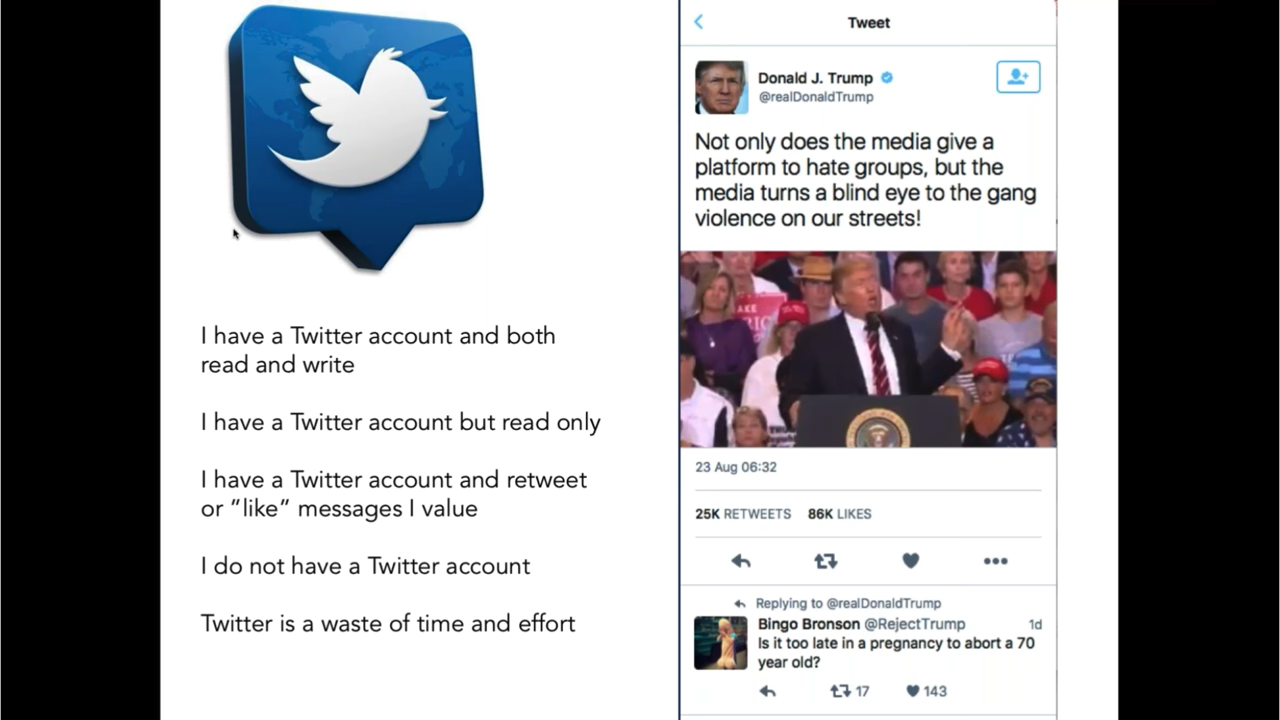 I have a Twitter account and both
read and write
I have a Twitter account but read only
I have a Twitter account and retweet
or “like” messages I value
I do not have a Twitter account
Twitter is a waste of time and effort
Tweet
Donald J. Trump
@realDonaldTrump
Not only does the media give a
platform to hate groups, but the
media turns a blind eye to the gang
violence on our streets!
23 Aug 06:32
25K RETWEETS 86K LIKES
Replying to @realDonaldTrump
Bingo Bronson @RejectTrump 1d
Is it too late in a pregnancy to abort a 70
year old?
17 143